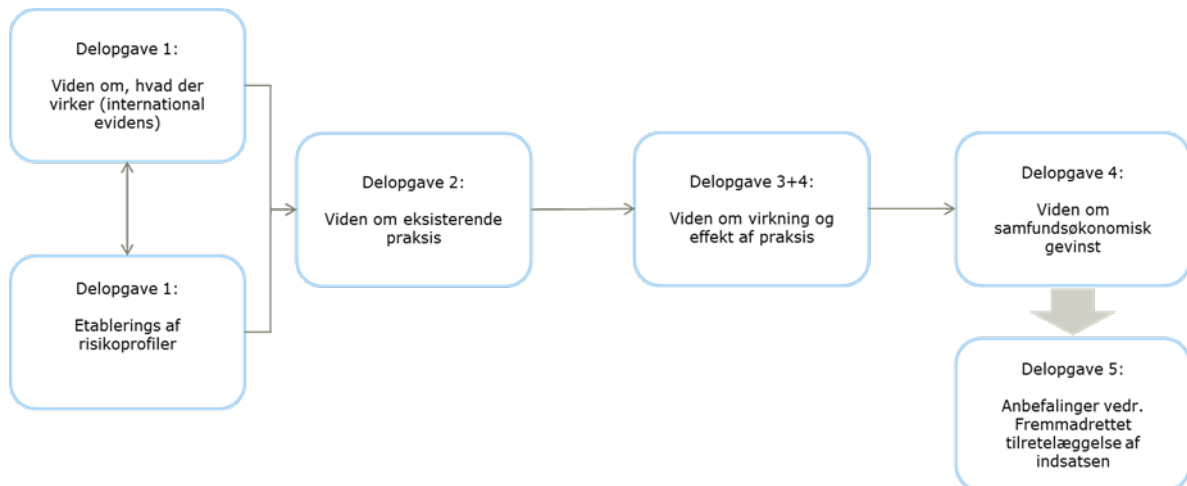 Delopgave 1:
Viden om, hvad der
virker (international
evidens)
Delopgave 1:
Etablerings af
risikoprofiler
Delopgave 2:
Viden om eksisterende
praksis
Delopgave 3+4:
Viden om virkning og
effekt af praksis
Delopgave 4:
Viden om
samfundsøkonomisk
gevinst
Delopgave 5:
Anbefalinger vedr.
Fremmadrettet
tilretelæggelse af
indsatsen